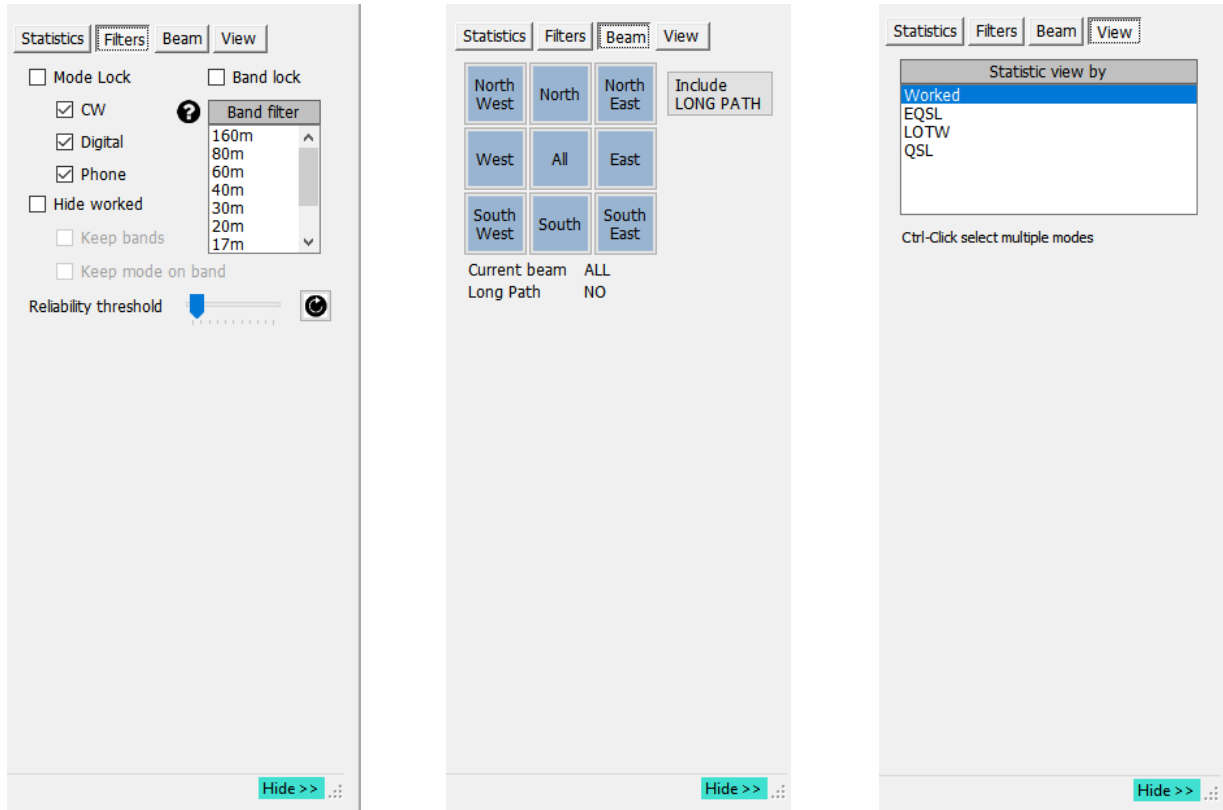 Statistics Filters Beam View
Mode Lock Band lock
CW Band filter
Digital 160m
80m
Phone 60m
40m
Hide worked 30m
20m
Keep bands 17m
Keep mode on band
Reliability threshold
Hide >>
Statistics Filters Beam View
North West North North East Include LONG PATH
West All East
South West South South East
Current beam ALL
Long Path NO
Hide >>
Statistics Filters Beam View
Statistic view by
Worked
EQSL
LOTW
QSL
Ctrl-Click select multiple modes
Hide >>